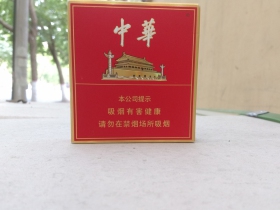 中華
本公司提示
吸烟有害健康
请勿在禁烟场所吸烟